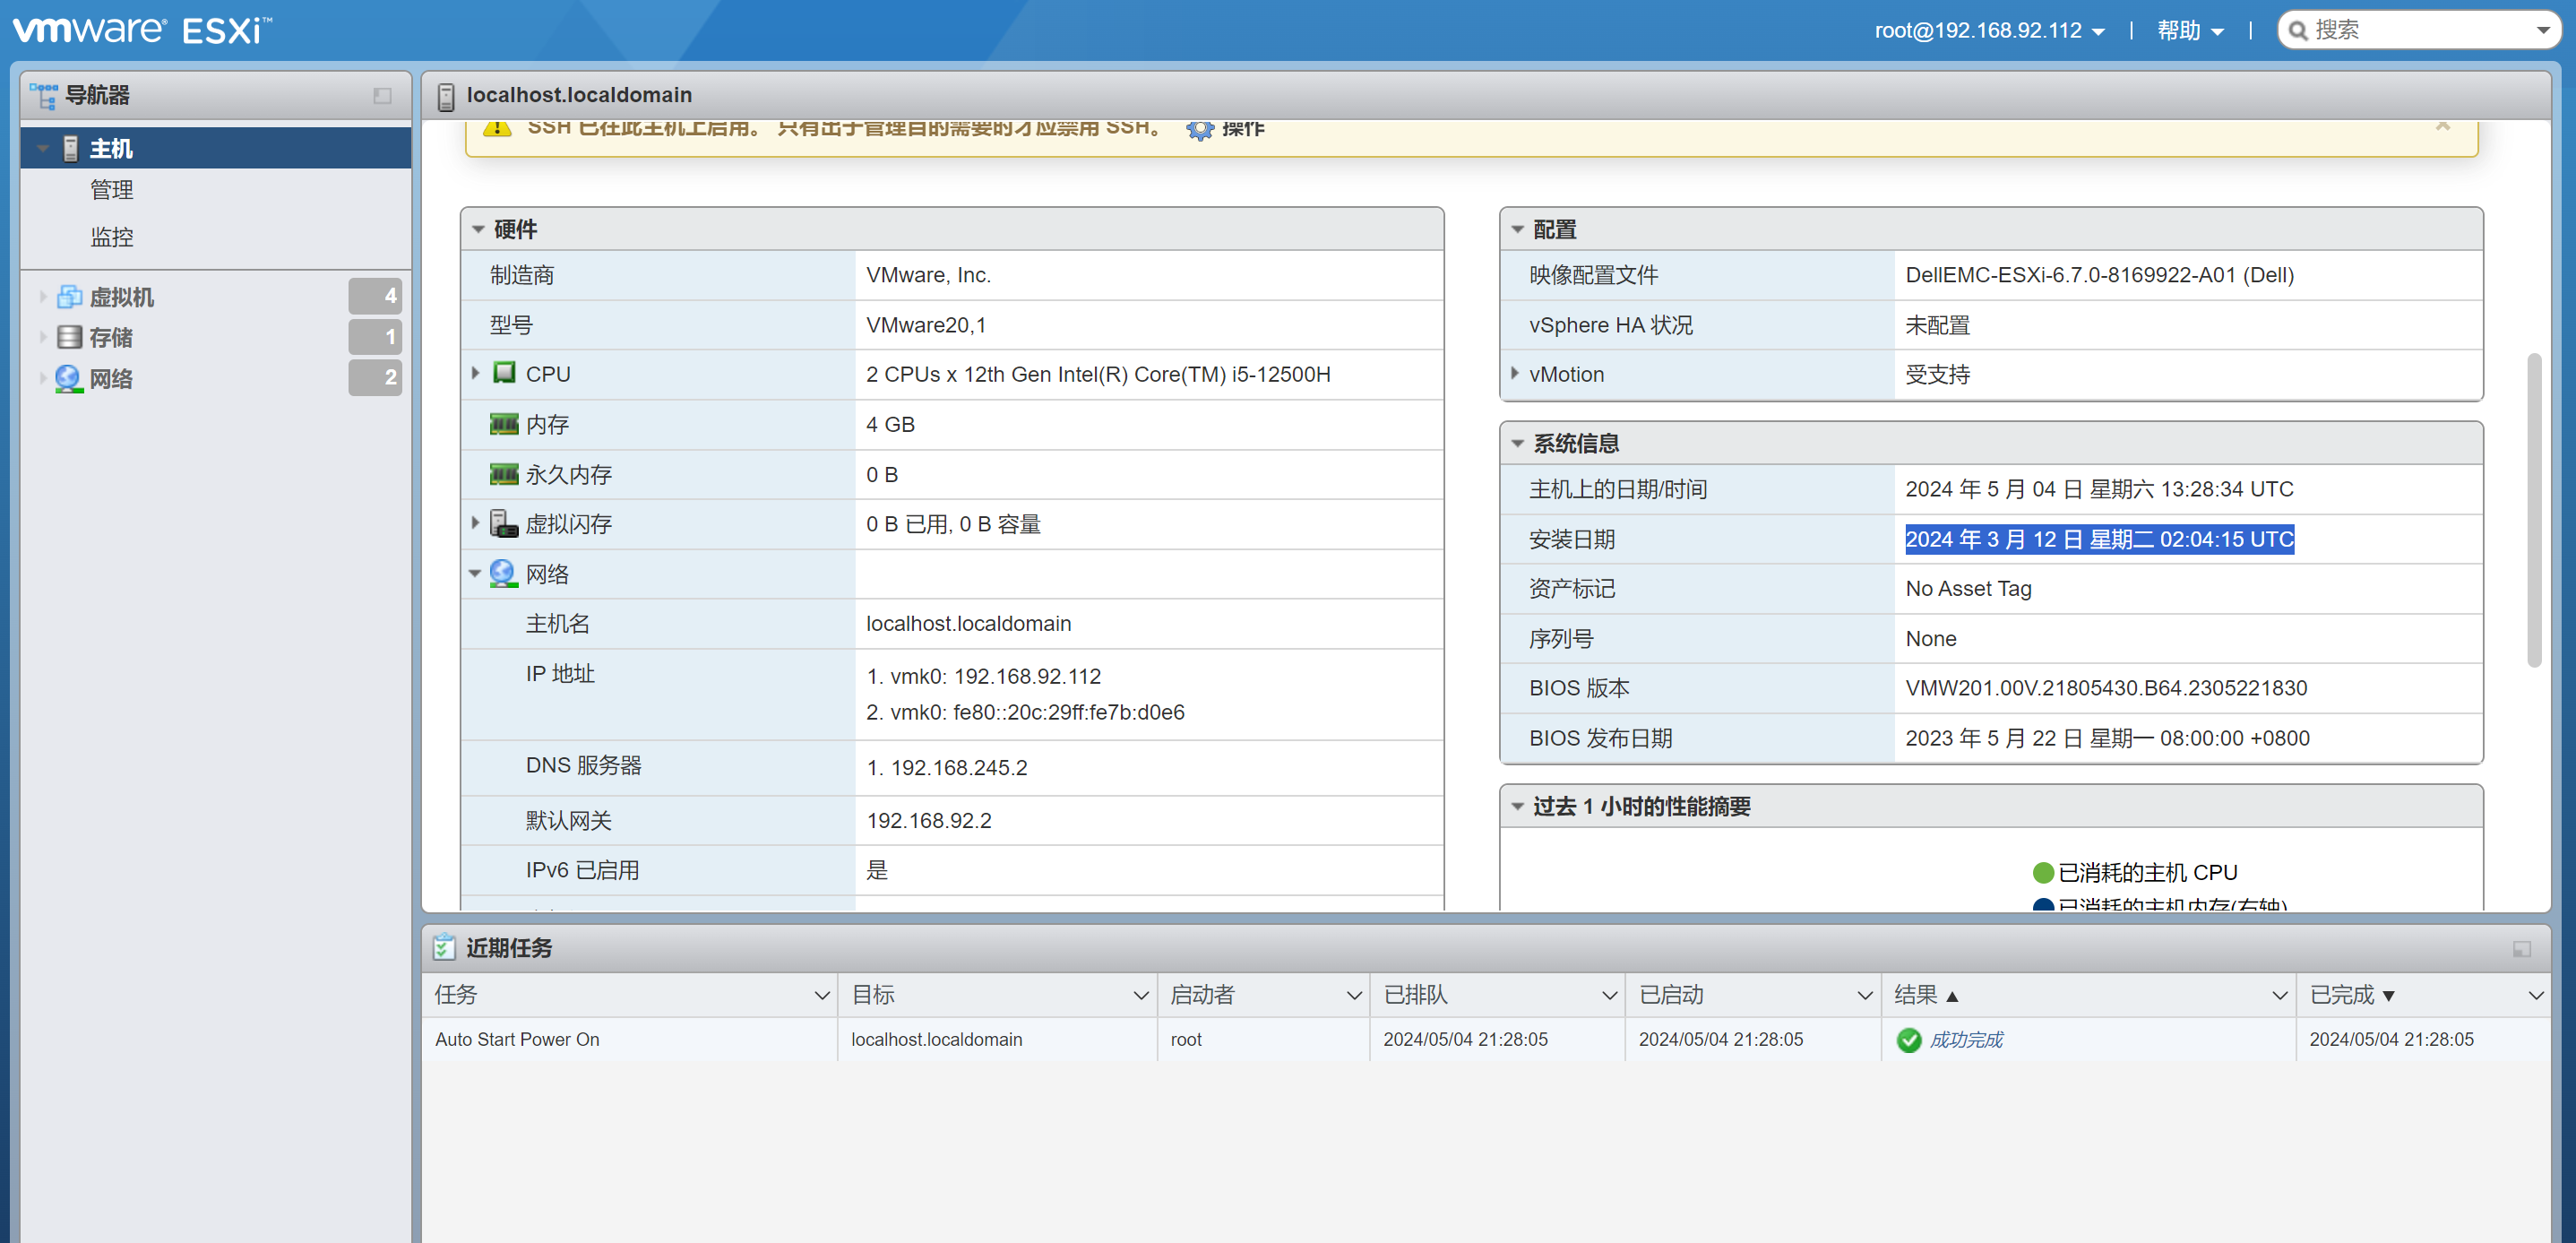 vmware ESXi™
root@192.168.92.112
帮助
搜索
导航器
主机
管理
监控
虚拟机 4
存储 1
网络 2
localhost.localdomain
SSH 已在此主机上启用。 只有出于管理目的需要时才应禁用 SSH。 操作
硬件
制造商 VMware, Inc.
型号 VMware20,1
CPU 2 CPUs x 12th Gen Intel(R) Core(TM) i5-12500H
内存 4 GB
永久内存 0 B
虚拟闪存 0 B 已用, 0 B 容量
网络
主机名 localhost.localdomain
IP 地址 1. vmk0: 192.168.92.112
2. vmk0: fe80::20c:29ff:fe7b:d0e6
DNS 服务器 1. 192.168.245.2
默认网关 192.168.92.2
IPv6 已启用 是
配置
映像配置文件 DellEMC-ESXi-6.7.0-8169922-A01 (Dell)
vSphere HA 状况 未配置
vMotion 受支持
系统信息
主机上的日期/时间 2024 年 5 月 04 日 星期六 13:28:34 UTC
安装日期 2024 年 3 月 12 日 星期二 02:04:15 UTC
资产标记 No Asset Tag
序列号 None
BIOS 版本 VMW201.00V.21805430.B64.2305221830
BIOS 发布日期 2023 年 5 月 22 日 星期一 08:00:00 +0800
过去 1 小时的性能摘要
已消耗的主机 CPU
已消耗的主机内存(右轴)
近期任务
任务 目标 启动者 已排队 已启动 结果 ▲ 已完成 ▼
Auto Start Power On localhost.localdomain root 2024/05/04 21:28:05 2024/05/04 21:28:05 成功完成 2024/05/04 21:28:05